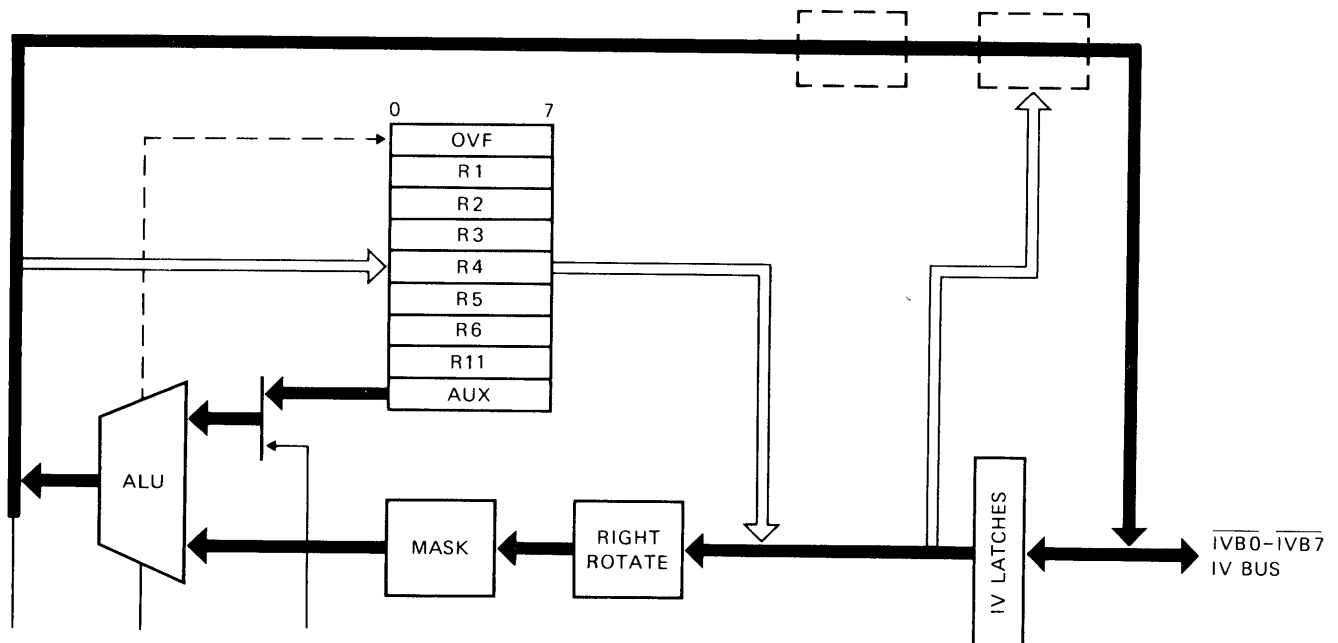 0 7
OVF
R1
R2
R3
R4
R5
R6
R11
AUX
ALU
MASK
RIGHT
ROTATE
IV LATCHES
IVB0-IVB7
IV BUS